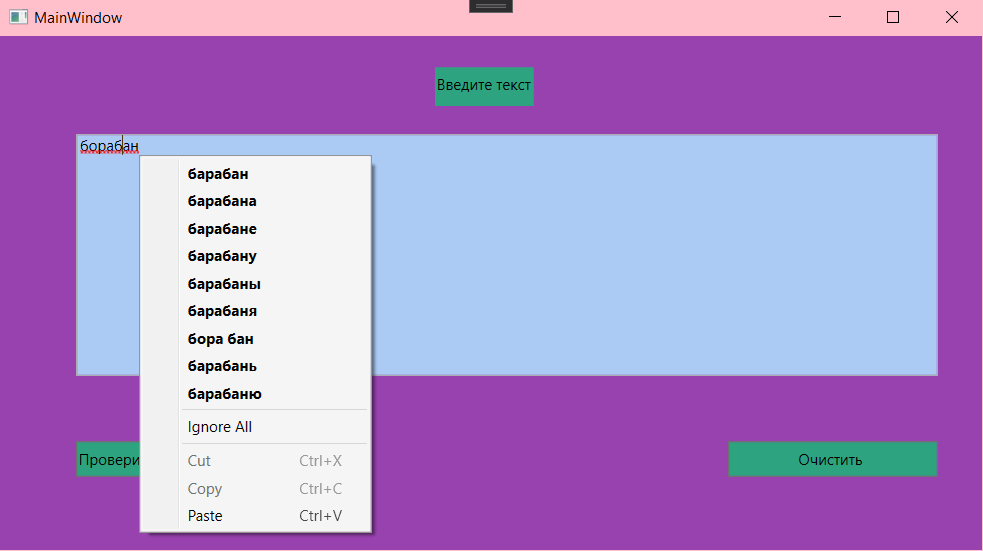 MainWindow
Введите текст
борабан
барабан
барабана
барабане
барабану
барабаны
барабаня
бора бан
барабань
барабаню
Ignore All
Провери
Очистить
Cut Ctrl+X
Copy Ctrl+C
Paste Ctrl+V